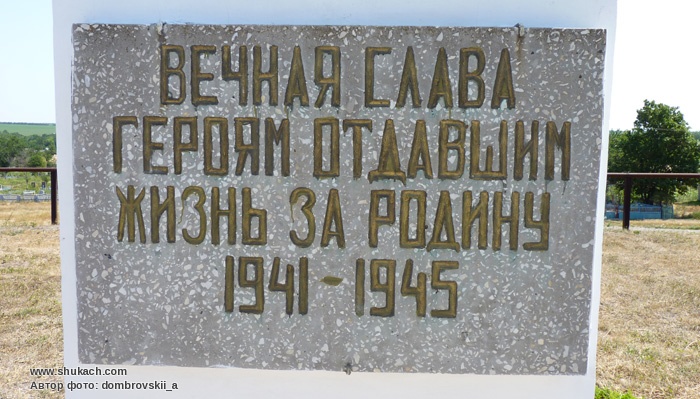 ВЕЧНАЯ СЛАВА
ГЕРОЯМ ОТДАВШИМ
ЖИЗНЬ ЗА РОДИНУ
1941-1945
www.shukach.com
Автор фото: dombrovskii_a